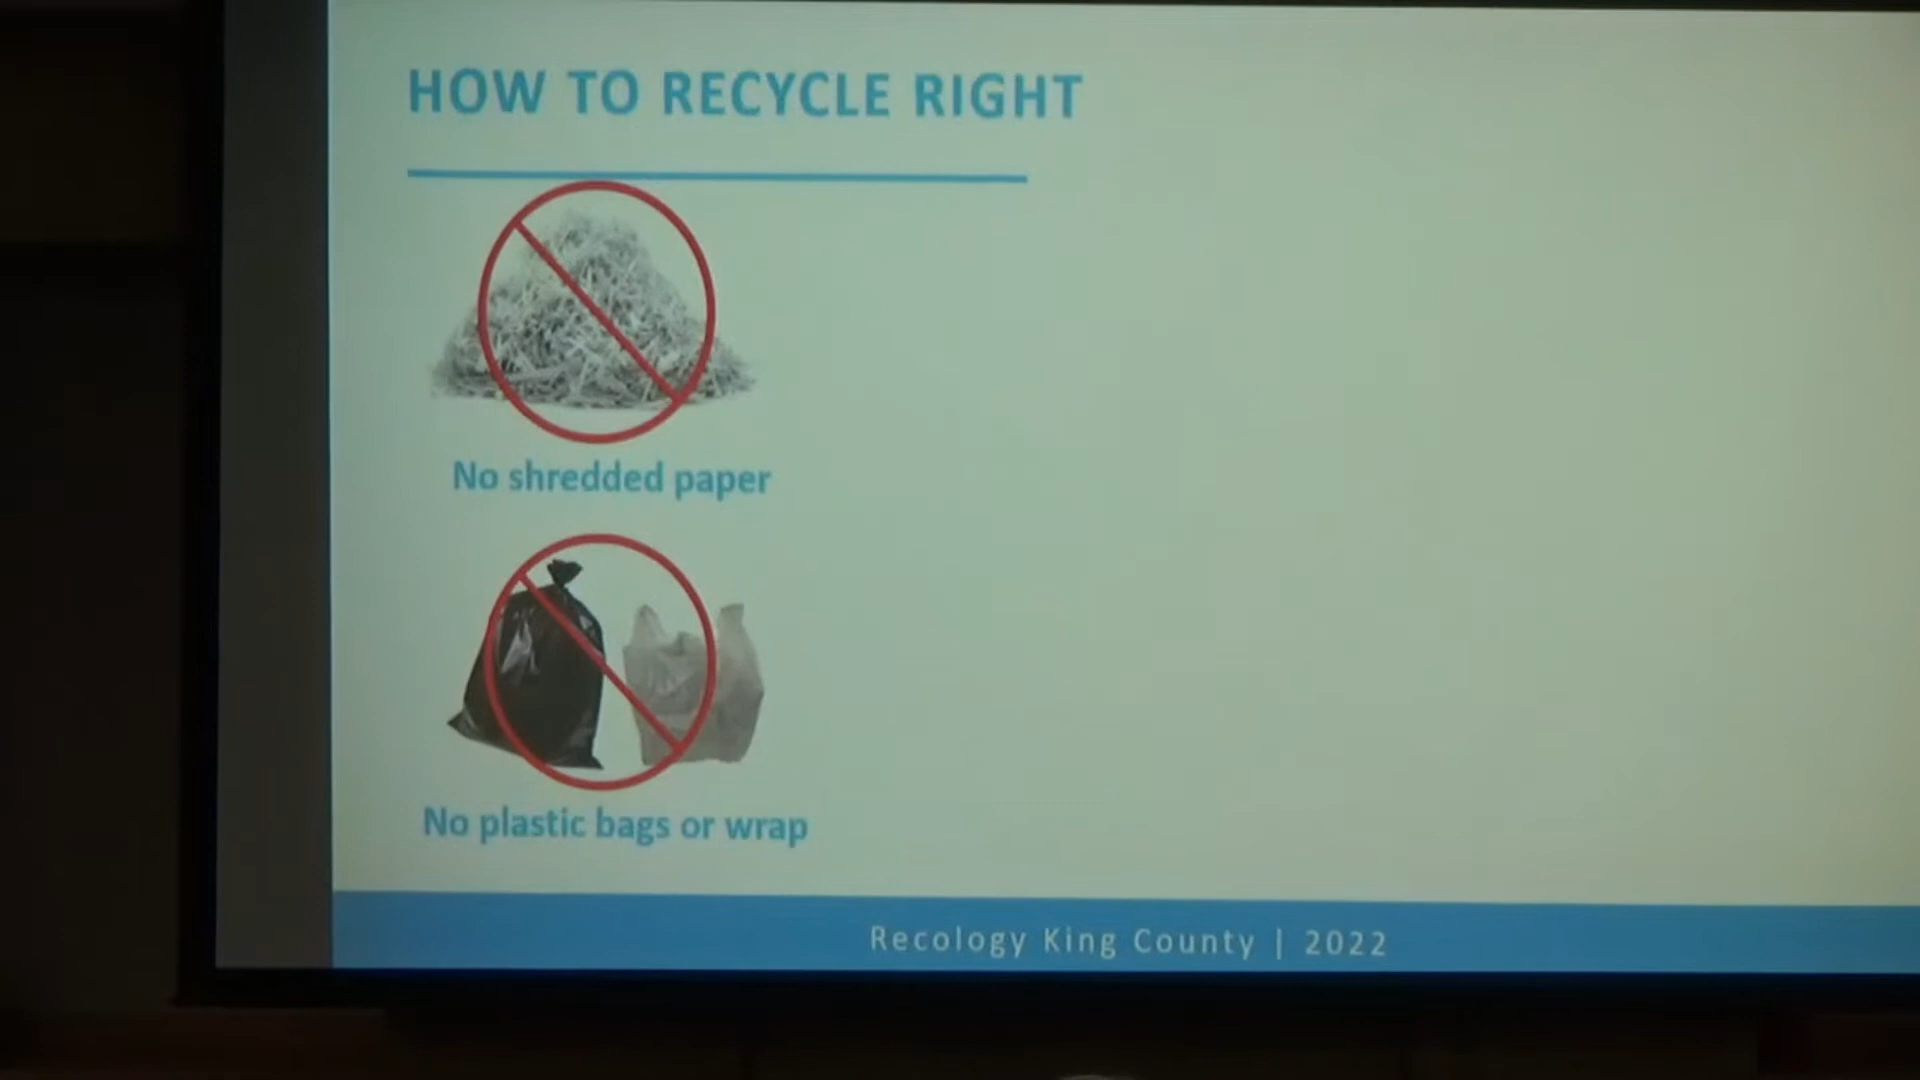 HOW TO RECYCLE RIGHT
No shredded paper
No plastic bags or wrap
Recology King County | 2022